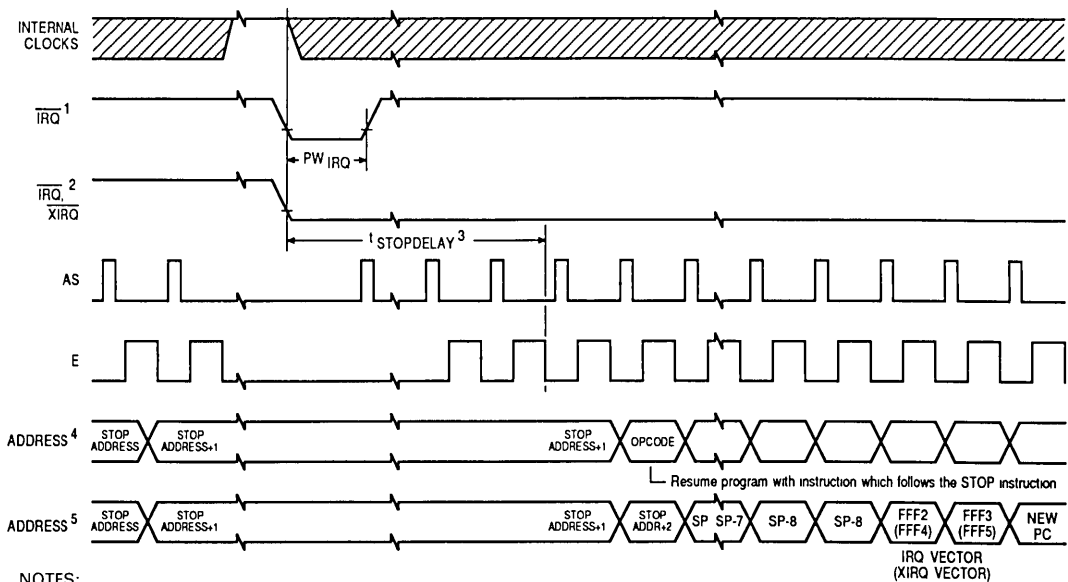 INTERNAL
CLOCKS
IRQ 1
PW IRQ
IRQ, 2
XIRQ
t STOPDELAY 3
AS
E
ADDRESS 4
STOP
ADDRESS
STOP
ADDRESS+1
STOP
ADDRESS+1
OPCODE
Resume program with instruction which follows the STOP instruction
ADDRESS 5
STOP
ADDRESS
STOP
ADDRESS+1
STOP
ADDRESS+1
STOP
ADDR+2
SP
SP-7
SP-8
SP-8
FFF2
(FFF4)
FFF3
(FFF5)
NEW
PC
IRQ VECTOR
(XIRQ VECTOR)
NOTES: